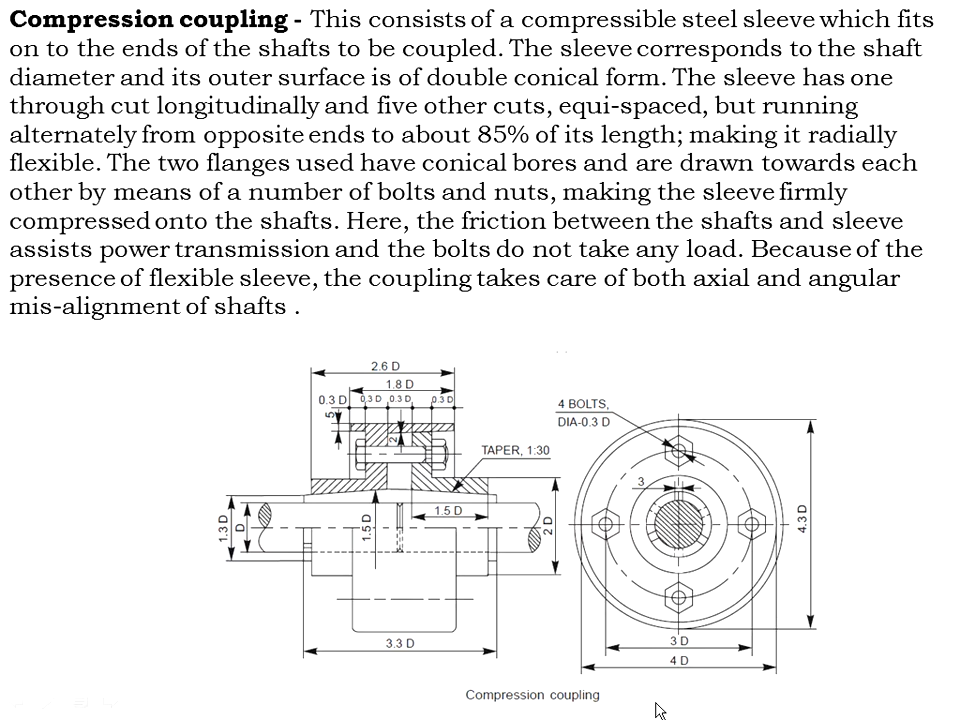 Compression coupling - This consists of a compressible steel sleeve which fits
on to the ends of the shafts to be coupled. The sleeve corresponds to the shaft
diameter and its outer surface is of double conical form. The sleeve has one
through cut longitudinally and five other cuts, equi-spaced, but running
alternately from opposite ends to about 85% of its length; making it radially
flexible. The two flanges used have conical bores and are drawn towards each
other by means of a number of bolts and nuts, making the sleeve firmly
compressed onto the shafts. Here, the friction between the shafts and sleeve
assists power transmission and the bolts do not take any load. Because of the
presence of flexible sleeve, the coupling takes care of both axial and angular
mis-alignment of shafts .
2.6 D
1.8 D
0.3 D 0.3 D 0.3 D 0.3 D
5
2
4 BOLTS,
DIA-0.3 D
TAPER, 1:30
3
1.3 D
D
1.5 D
1.5 D
2 D
4.3 D
3.3 D
3 D
4 D
Compression coupling